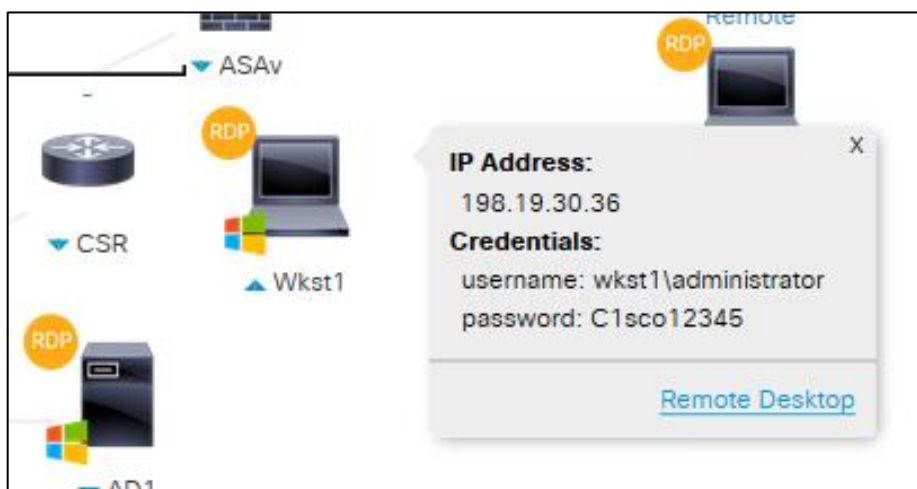 Remote
RDP
ASAv
-
RDP
CSR
Wkst1
X
IP Address:
198.19.30.36
Credentials:
username: wkst1\administrator
password: C1sco12345
Remote Desktop
RDP
AD1